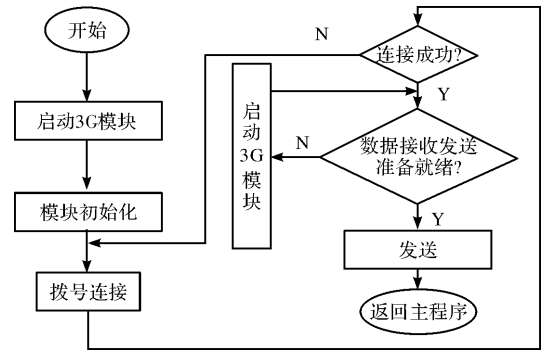 开始
启动3G模块
模块初始化
拨号连接
N
连接成功?
Y
启
动
3G
模
块
N
数据接收发送
准备就绪?
Y
发送
返回主程序